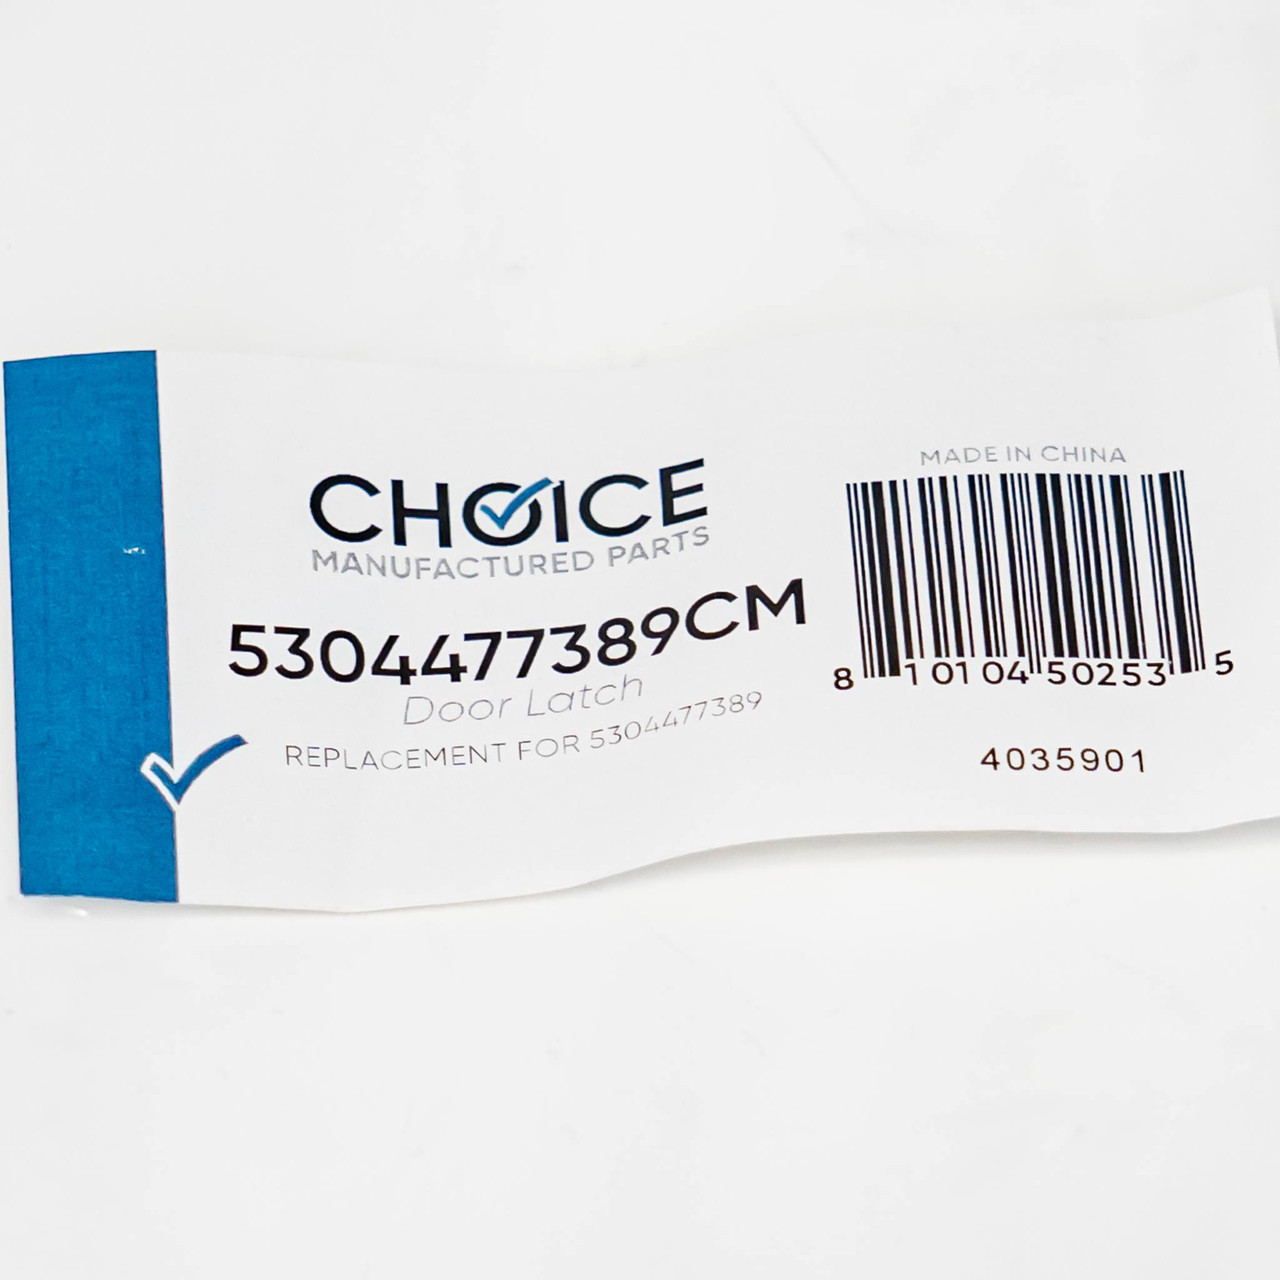 CHOICE
MANUFACTURED PARTS
5304477389CM
Door Latch
REPLACEMENT FOR 5304477389
MADE IN CHINA
8 10104 50253 5
4035901